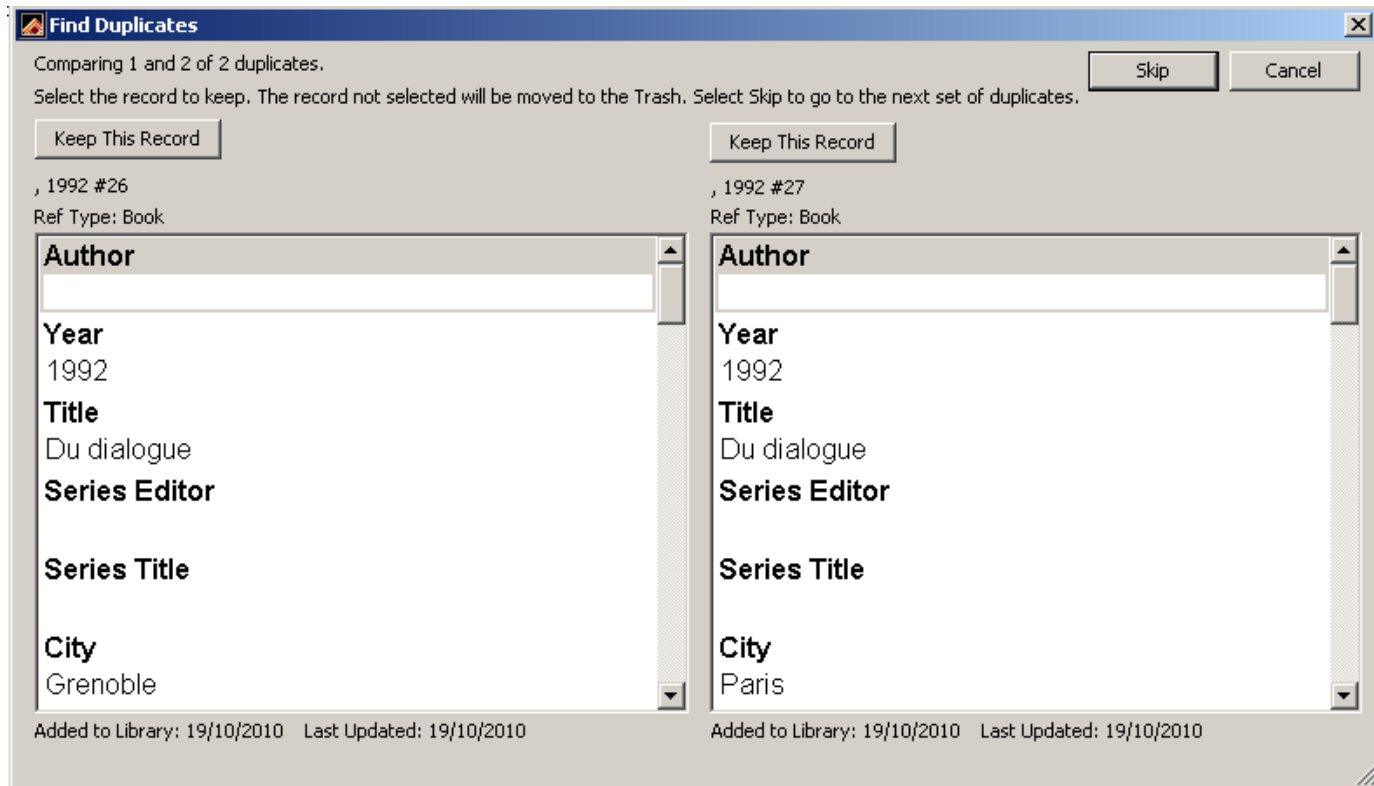 Find Duplicates
Comparing 1 and 2 of 2 duplicates.
Skip
Cancel
Select the record to keep. The record not selected will be moved to the Trash. Select Skip to go to the next set of duplicates.
Keep This Record
, 1992 #26
Ref Type: Book
Author
Year
1992
Title
Du dialogue
Series Editor
Series Title
City
Grenoble
Added to Library: 19/10/2010 Last Updated: 19/10/2010
Keep This Record
, 1992 #27
Ref Type: Book
Author
Year
1992
Title
Du dialogue
Series Editor
Series Title
City
Paris
Added to Library: 19/10/2010 Last Updated: 19/10/2010